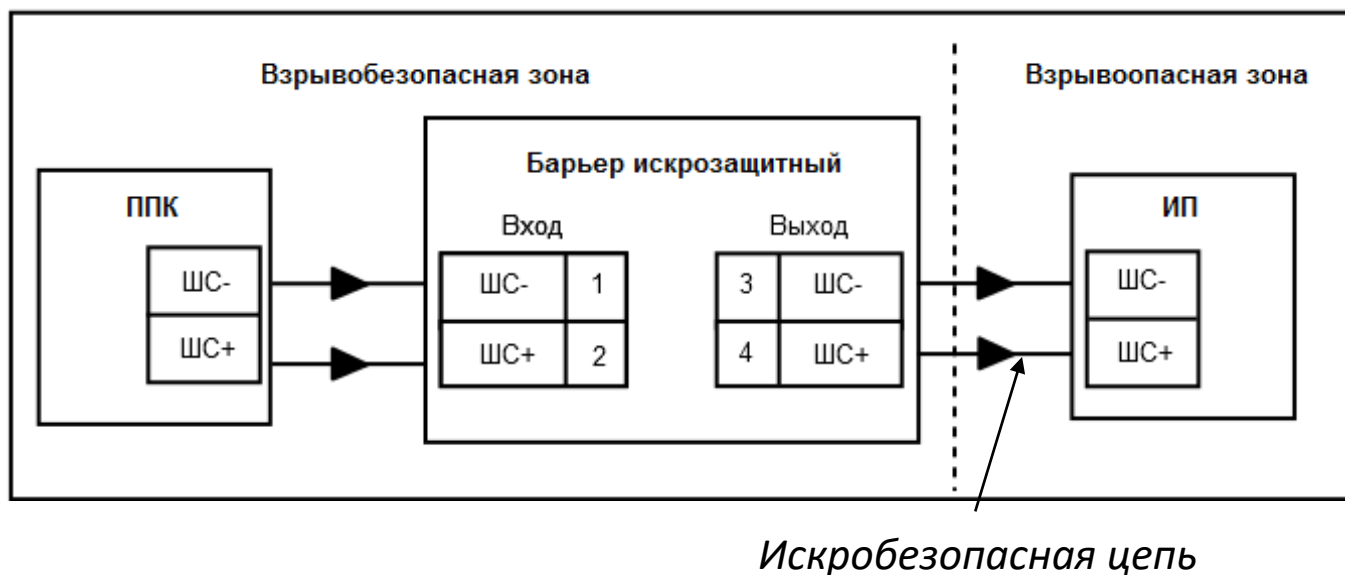 Взрывобезопасная зона
Взрывоопасная зона
Барьер искрозащитный
ППК
ИП
Вход
Выход
ШС-
ШС+
ШС- 1
ШС+ 2
3 ШС-
4 ШС+
ШС-
ШС+
Искробезопасная цепь